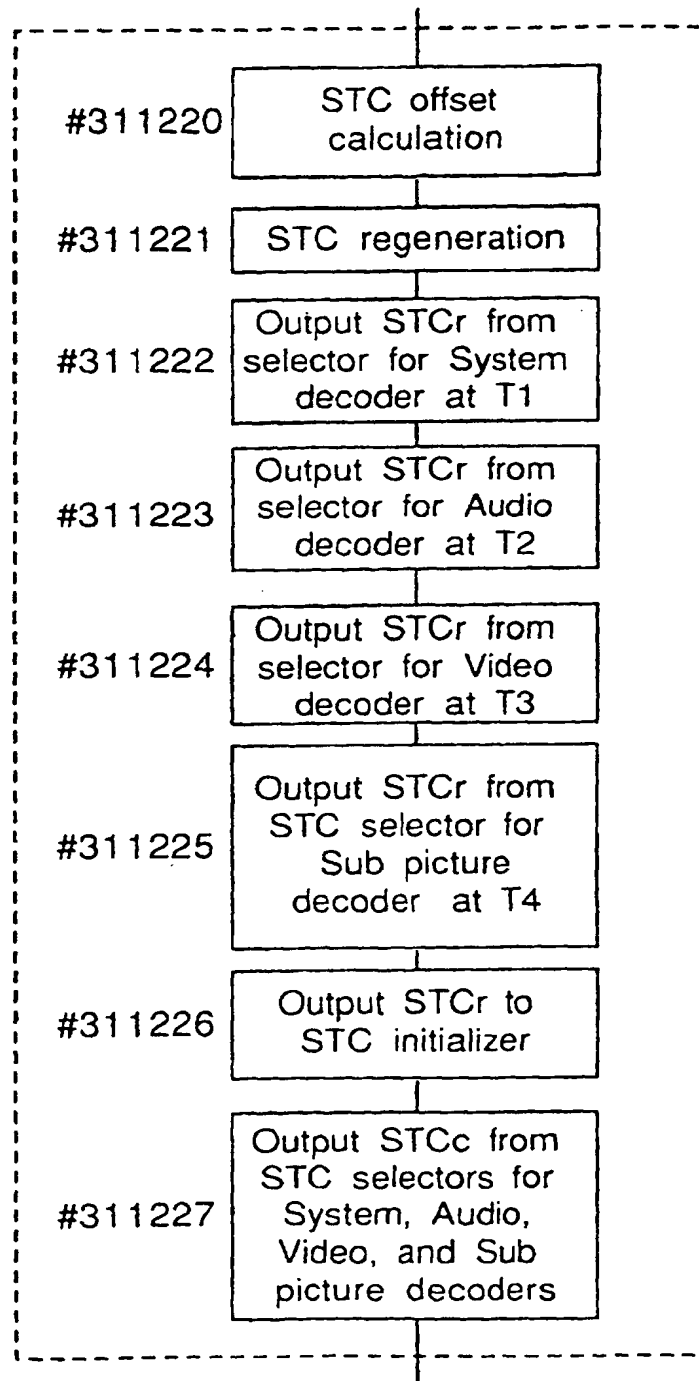 #311220
STC offset
calculation
#311221
STC regeneration
#311222
Output STCr from
selector for System
decoder at T1
#311223
Output STCr from
selector for Audio
decoder at T2
#311224
Output STCr from
selector for Video
decoder at T3
#311225
Output STCr from
STC selector for
Sub picture
decoder at T4
#311226
Output STCr to
STC initializer
#311227
Output STCc from
STC selectors for
System, Audio,
Video, and Sub
picture decoders